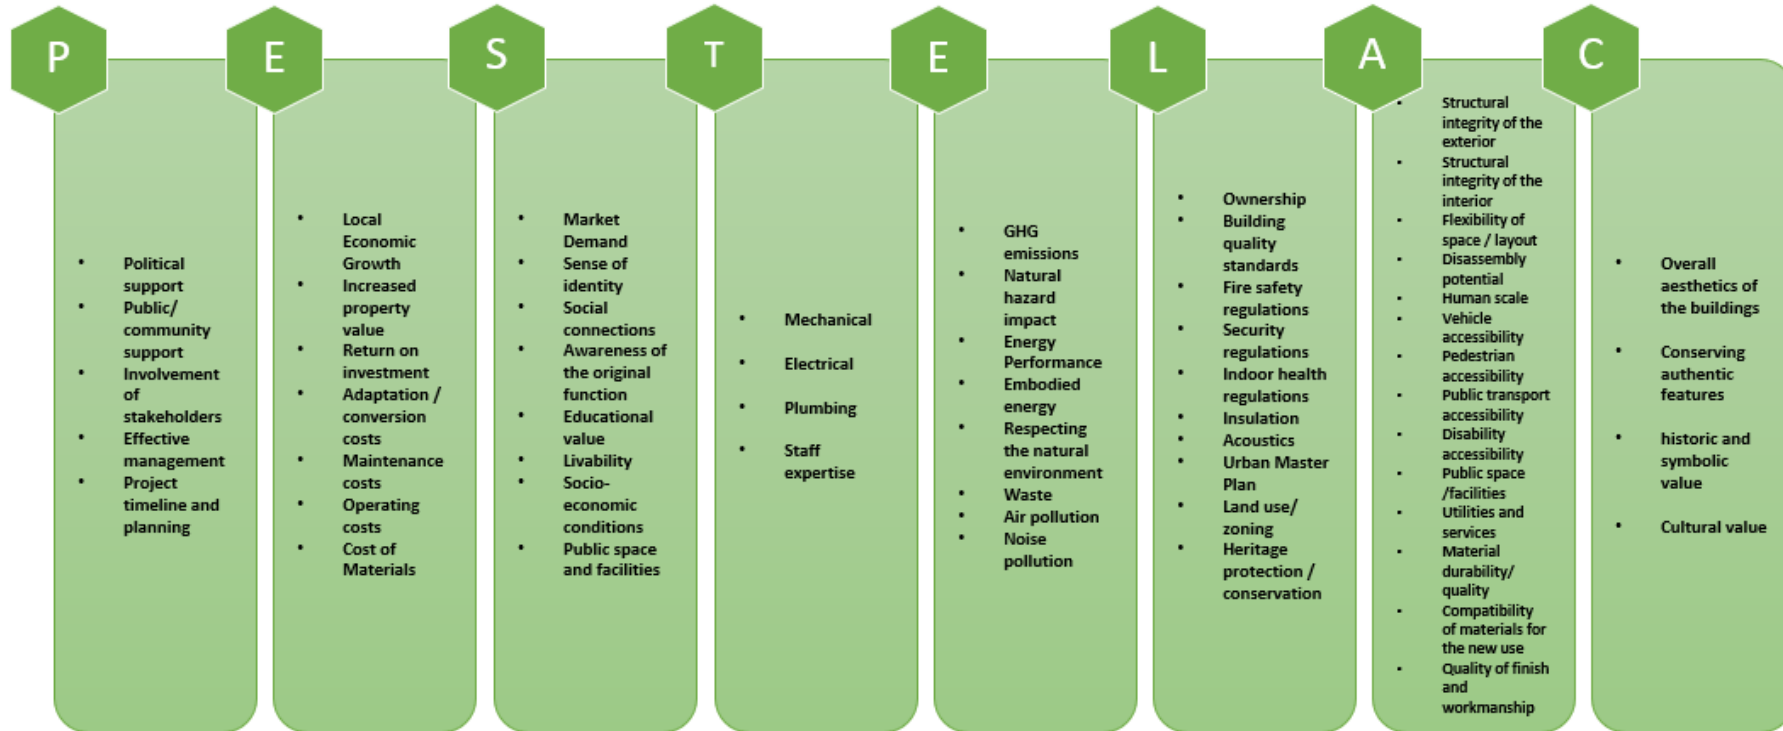 P
• Political
support
• Public/
community
support
• Involvement
of
stakeholders
• Effective
management
• Project
timeline and
planning
E
• Local
Economic
Growth
• Increased
property
value
• Return on
investment
• Adaptation /
conversion
costs
• Maintenance
costs
• Operating
costs
• Cost of
Materials
S
• Market
Demand
• Sense of
identity
• Social
connections
• Awareness of
the original
function
• Educational
value
• Livability
• Socio-
economic
conditions
• Public space
and facilities
T
• Mechanical
• Electrical
• Plumbing
• Staff
expertise
E
• GHG
emissions
• Natural
hazard
impact
• Energy
Performance
• Embodied
energy
• Respecting
the natural
environment
• Waste
• Air pollution
• Noise
pollution
L
• Ownership
• Building
quality
standards
• Fire safety
regulations
• Security
regulations
• Indoor health
regulations
• Insulation
• Acoustics
• Urban Master
Plan
• Land use/
zoning
• Heritage
protection /
conservation
A
• Structural
integrity of the
exterior
• Structural
integrity of the
interior
• Flexibility of
space / layout
• Disassembly
potential
• Human scale
• Vehicle
accessibility
• Pedestrian
accessibility
• Public transport
accessibility
• Disability
accessibility
• Public space
/facilities
• Utilities and
services
• Material
durability/
quality
• Compatibility
of materials for
the new use
• Quality of finish
and
workmanship
C
• Overall
aesthetics of
the buildings
• Conserving
authentic
features
• historic and
symbolic
value
• Cultural value